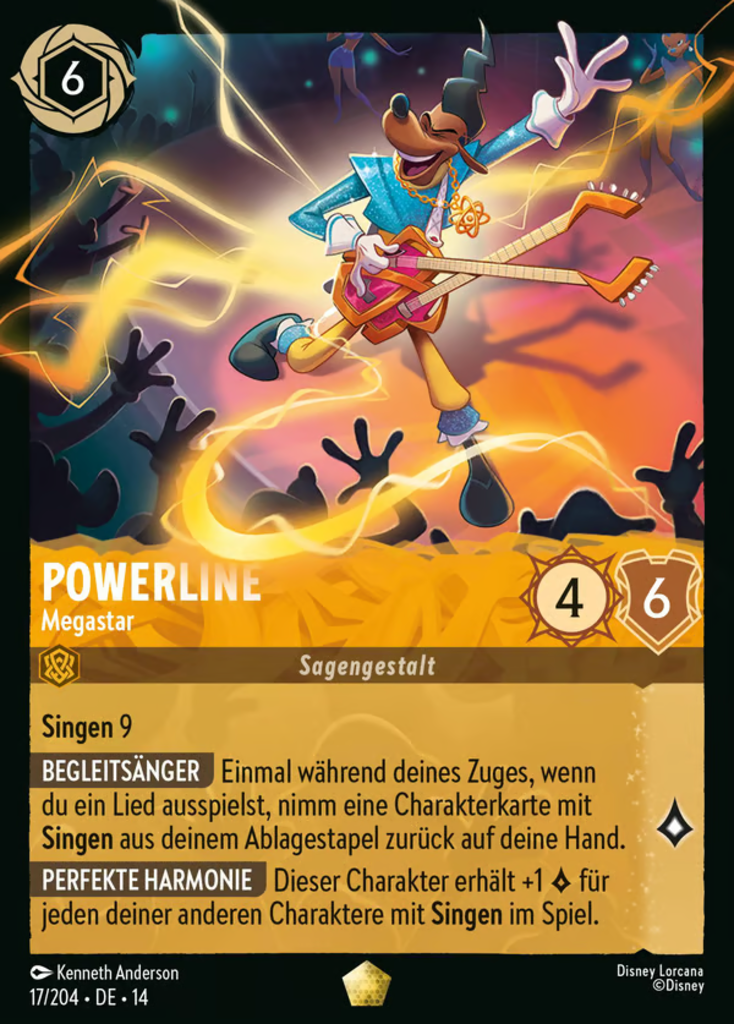 6
POWERLINE
Megastar
4
6
Sagengestalt
Singen 9
BEGLEITSÄNGER Einmal während deines Zuges, wenn
du ein Lied ausspielst, nimm eine Charakterkarte mit
Singen aus deinem Ablagestapel zurück auf deine Hand.
PERFEKTE HARMONIE Dieser Charakter erhält +1 für
jeden deiner anderen Charaktere mit Singen im Spiel.
Kenneth Anderson
17/204 • DE • 14
Disney Lorcana
©Disney